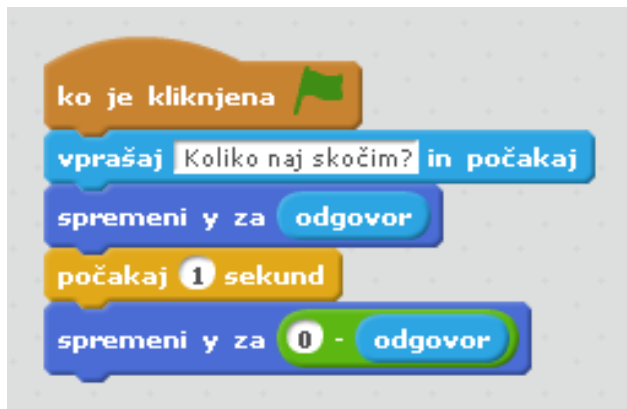 ko je kliknjena
vprašaj Koliko naj skočim? in počakaj
spremeni y za odgovor
počakaj 1 sekund
spremeni y za 0 - odgovor